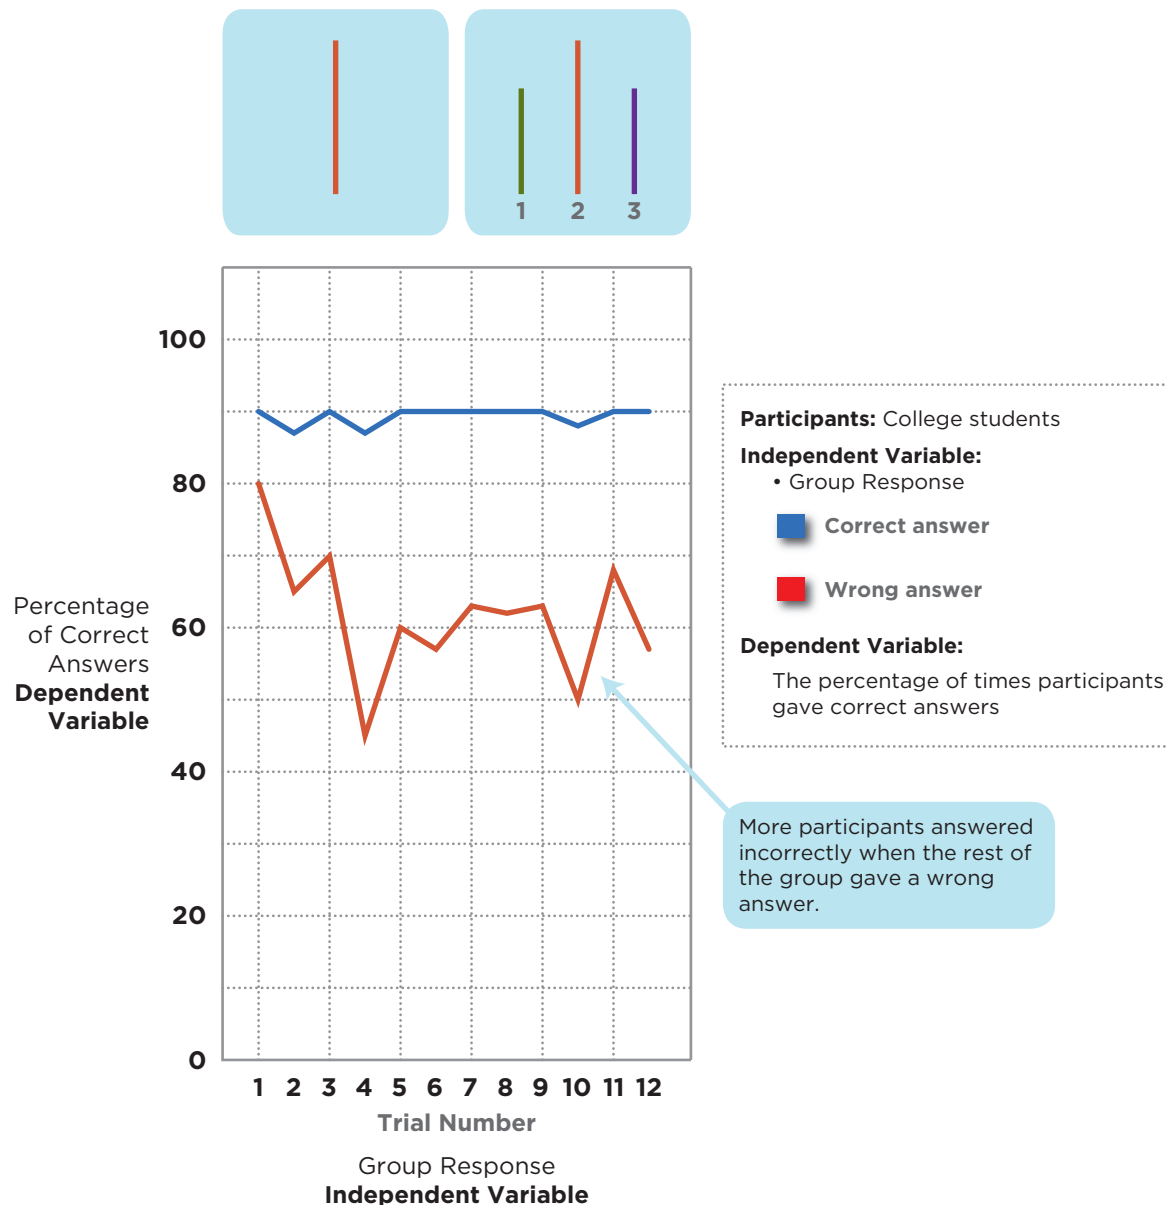 1 2 3
100
80
60
40
20
0
Percentage
of Correct
Answers
Dependent
Variable
1 2 3 4 5 6 7 8 9 10 11 12
Trial Number
Group Response
Independent Variable
Participants: College students
Independent Variable:
• Group Response
Correct answer
Wrong answer
Dependent Variable:
The percentage of times participants
gave correct answers
More participants answered
incorrectly when the rest of
the group gave a wrong
answer.